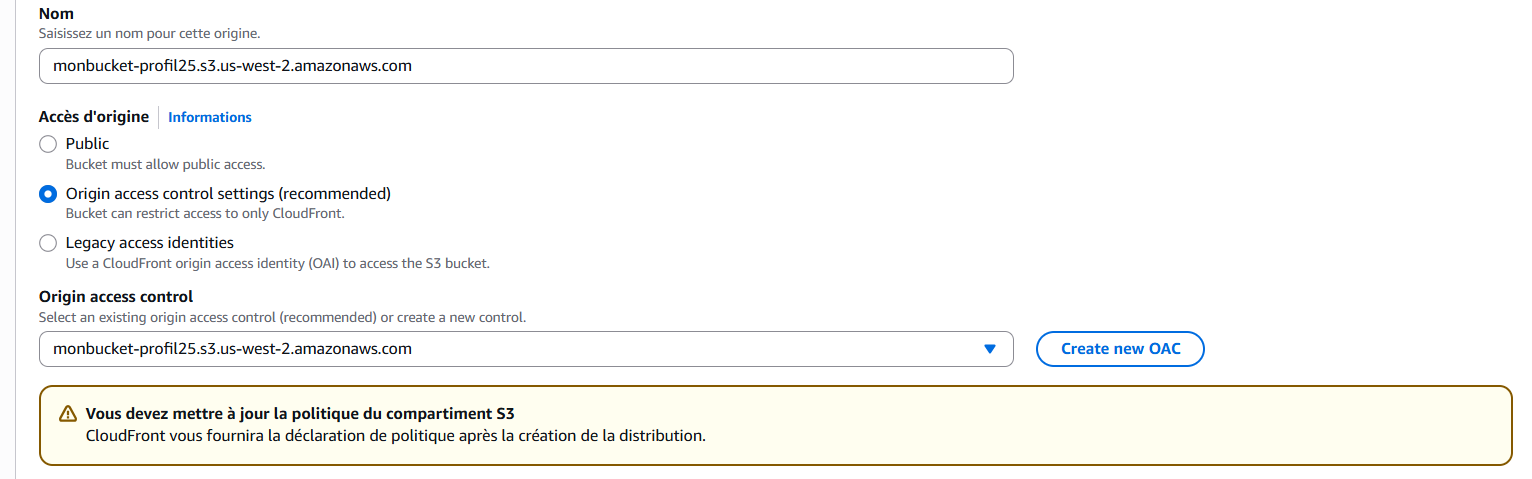 Nom
Saisissez un nom pour cette origine.
monbucket-profil25.s3.us-west-2.amazonaws.com
Accès d'origine Informations
Public
Bucket must allow public access.
Origin access control settings (recommended)
Bucket can restrict access to only CloudFront.
Legacy access identities
Use a CloudFront origin access identity (OAI) to access the S3 bucket.
Origin access control
Select an existing origin access control (recommended) or create a new control.
monbucket-profil25.s3.us-west-2.amazonaws.com Create new OAC
Vous devez mettre à jour la politique du compartiment S3
CloudFront vous fournira la déclaration de politique après la création de la distribution.